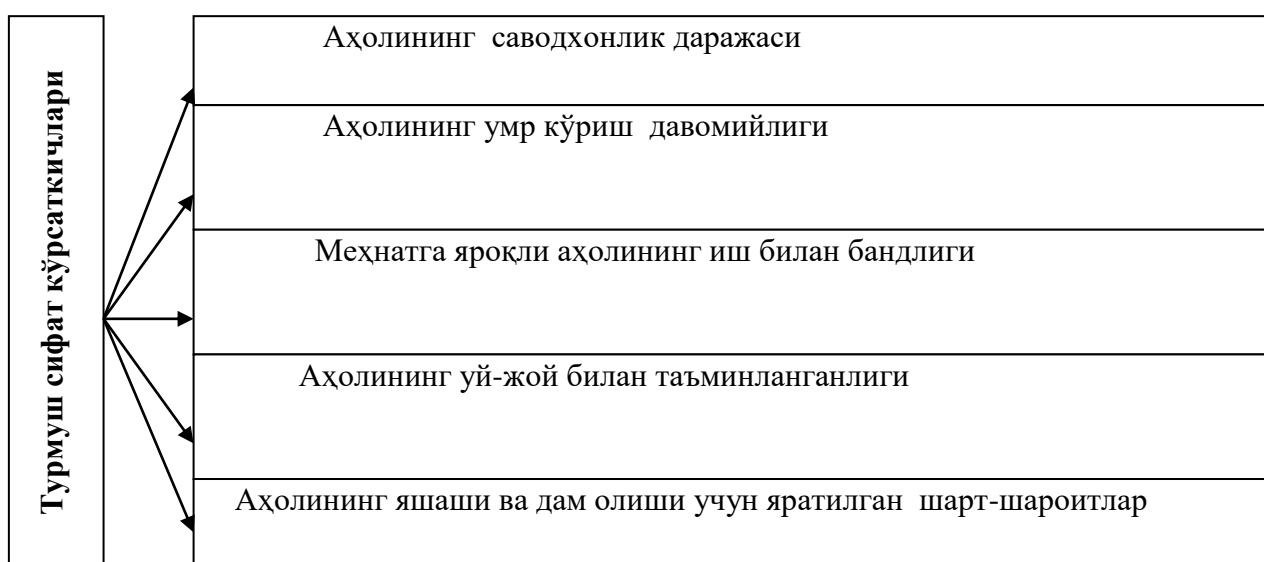 Турмуш сифат кўрсаткичлари
Аҳолининг саводхонлик даражаси
Аҳолининг умр кўриш давомийлиги
Меҳнатга яроқли аҳолининг иш билан бандлиги
Аҳолининг уй-жой билан таъминланганлиги
Аҳолининг яшаши ва дам олиши учун яратилган шарт-шароитлар